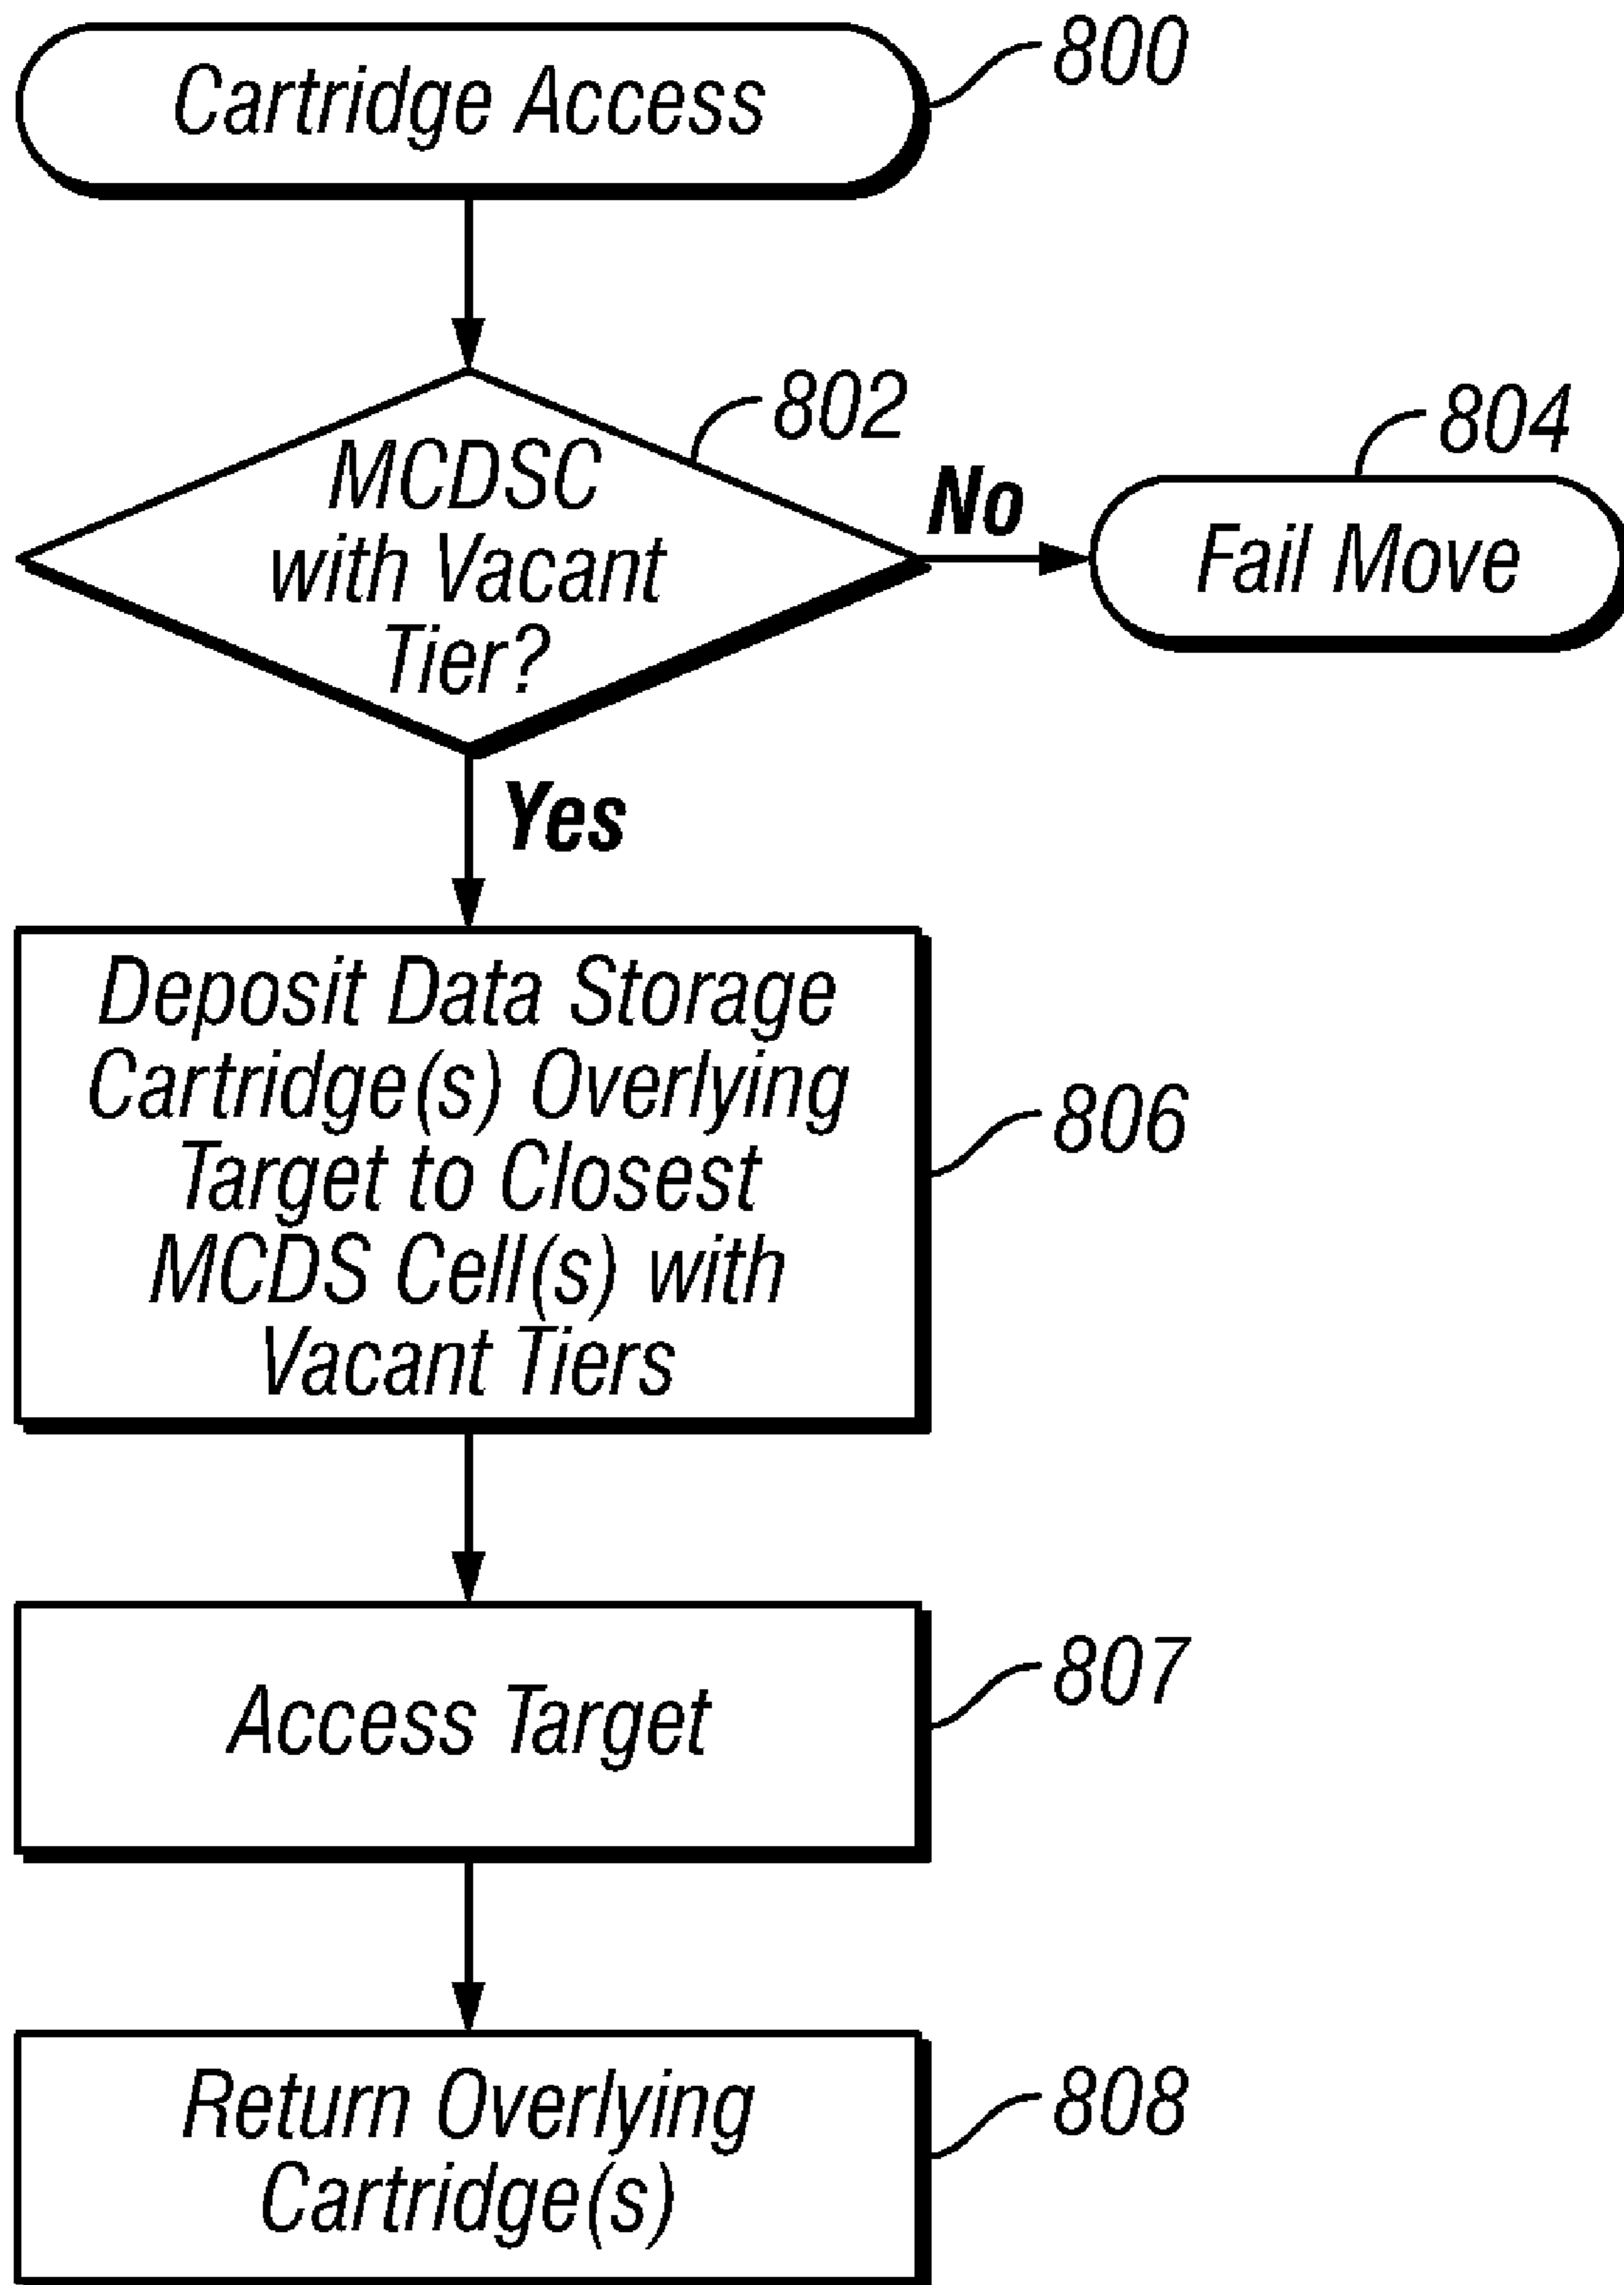 Cartridge Access
800
MCDSC
with Vacant
Tier?
802
No
Fail Move
804
Yes
Deposit Data Storage
Cartridge(s) Overlying
Target to Closest
MCDS Cell(s) with
Vacant Tiers
806
Access Target
807
Return Overlying
Cartridge(s)
808